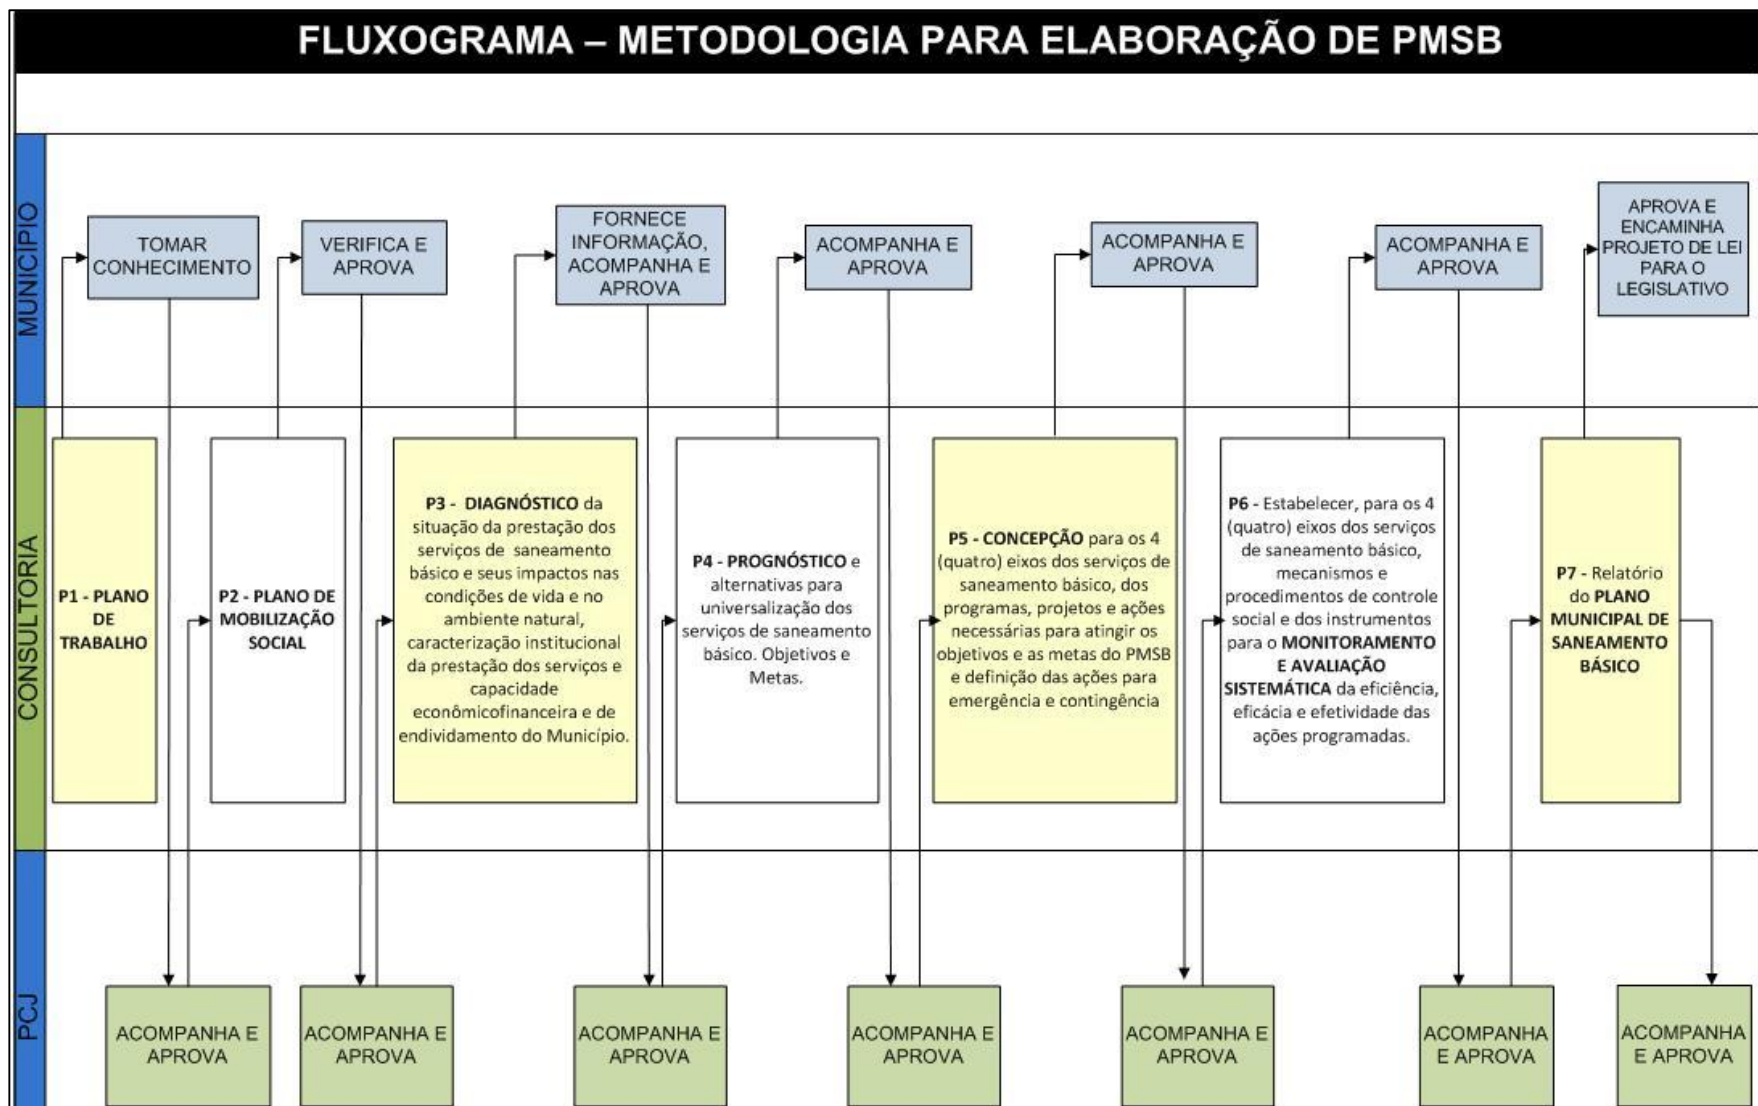 FLUXOGRAMA – METODOLOGIA PARA ELABORAÇÃO DE PMSB
MUNICÍPIO
TOMAR
CONHECIMENTO
VERIFICA E
APROVA
FORNECE
INFORMAÇÃO,
ACOMPANHA E
APROVA
ACOMPANHA E
APROVA
ACOMPANHA E
APROVA
ACOMPANHA E
APROVA
APROVA E
ENCAMINHA
PROJETO DE LEI
PARA O
LEGISLATIVO
CONSULTORIA
P1 - PLANO
DE
TRABALHO
P2 - PLANO DE
MOBILIZAÇÃO
SOCIAL
P3 - DIAGNÓSTICO da
situação da prestação dos
serviços de saneamento
básico e seus impactos nas
condições de vida e no
ambiente natural,
caracterização institucional
da prestação dos serviços e
capacidade
econômicofinanceira e de
endividamento do Município.
P4 - PROGNÓSTICO e
alternativas para
universalização dos
serviços de saneamento
básico. Objetivos e
Metas.
P5 - CONCEPÇÃO para os 4
(quatro) eixos dos serviços de
saneamento básico, dos
programas, projetos e ações
necessárias para atingir os
objetivos e as metas do PMSB
e definição das ações para
emergência e contingência
P6 - Estabelecer, para os 4
(quatro) eixos dos serviços
de saneamento básico,
mecanismos e
procedimentos de controle
social e dos instrumentos
para o MONITORAMENTO
E AVALIAÇÃO
SISTEMÁTICA da eficiência,
eficácia e efetividade das
ações programadas.
P7 - Relatório
do PLANO
MUNICIPAL DE
SANEAMENTO
BÁSICO
PCJ
ACOMPANHA E
APROVA
ACOMPANHA E
APROVA
ACOMPANHA E
APROVA
ACOMPANHA E
APROVA
ACOMPANHA E
APROVA
ACOMPANHA
E APROVA
ACOMPANHA
E APROVA